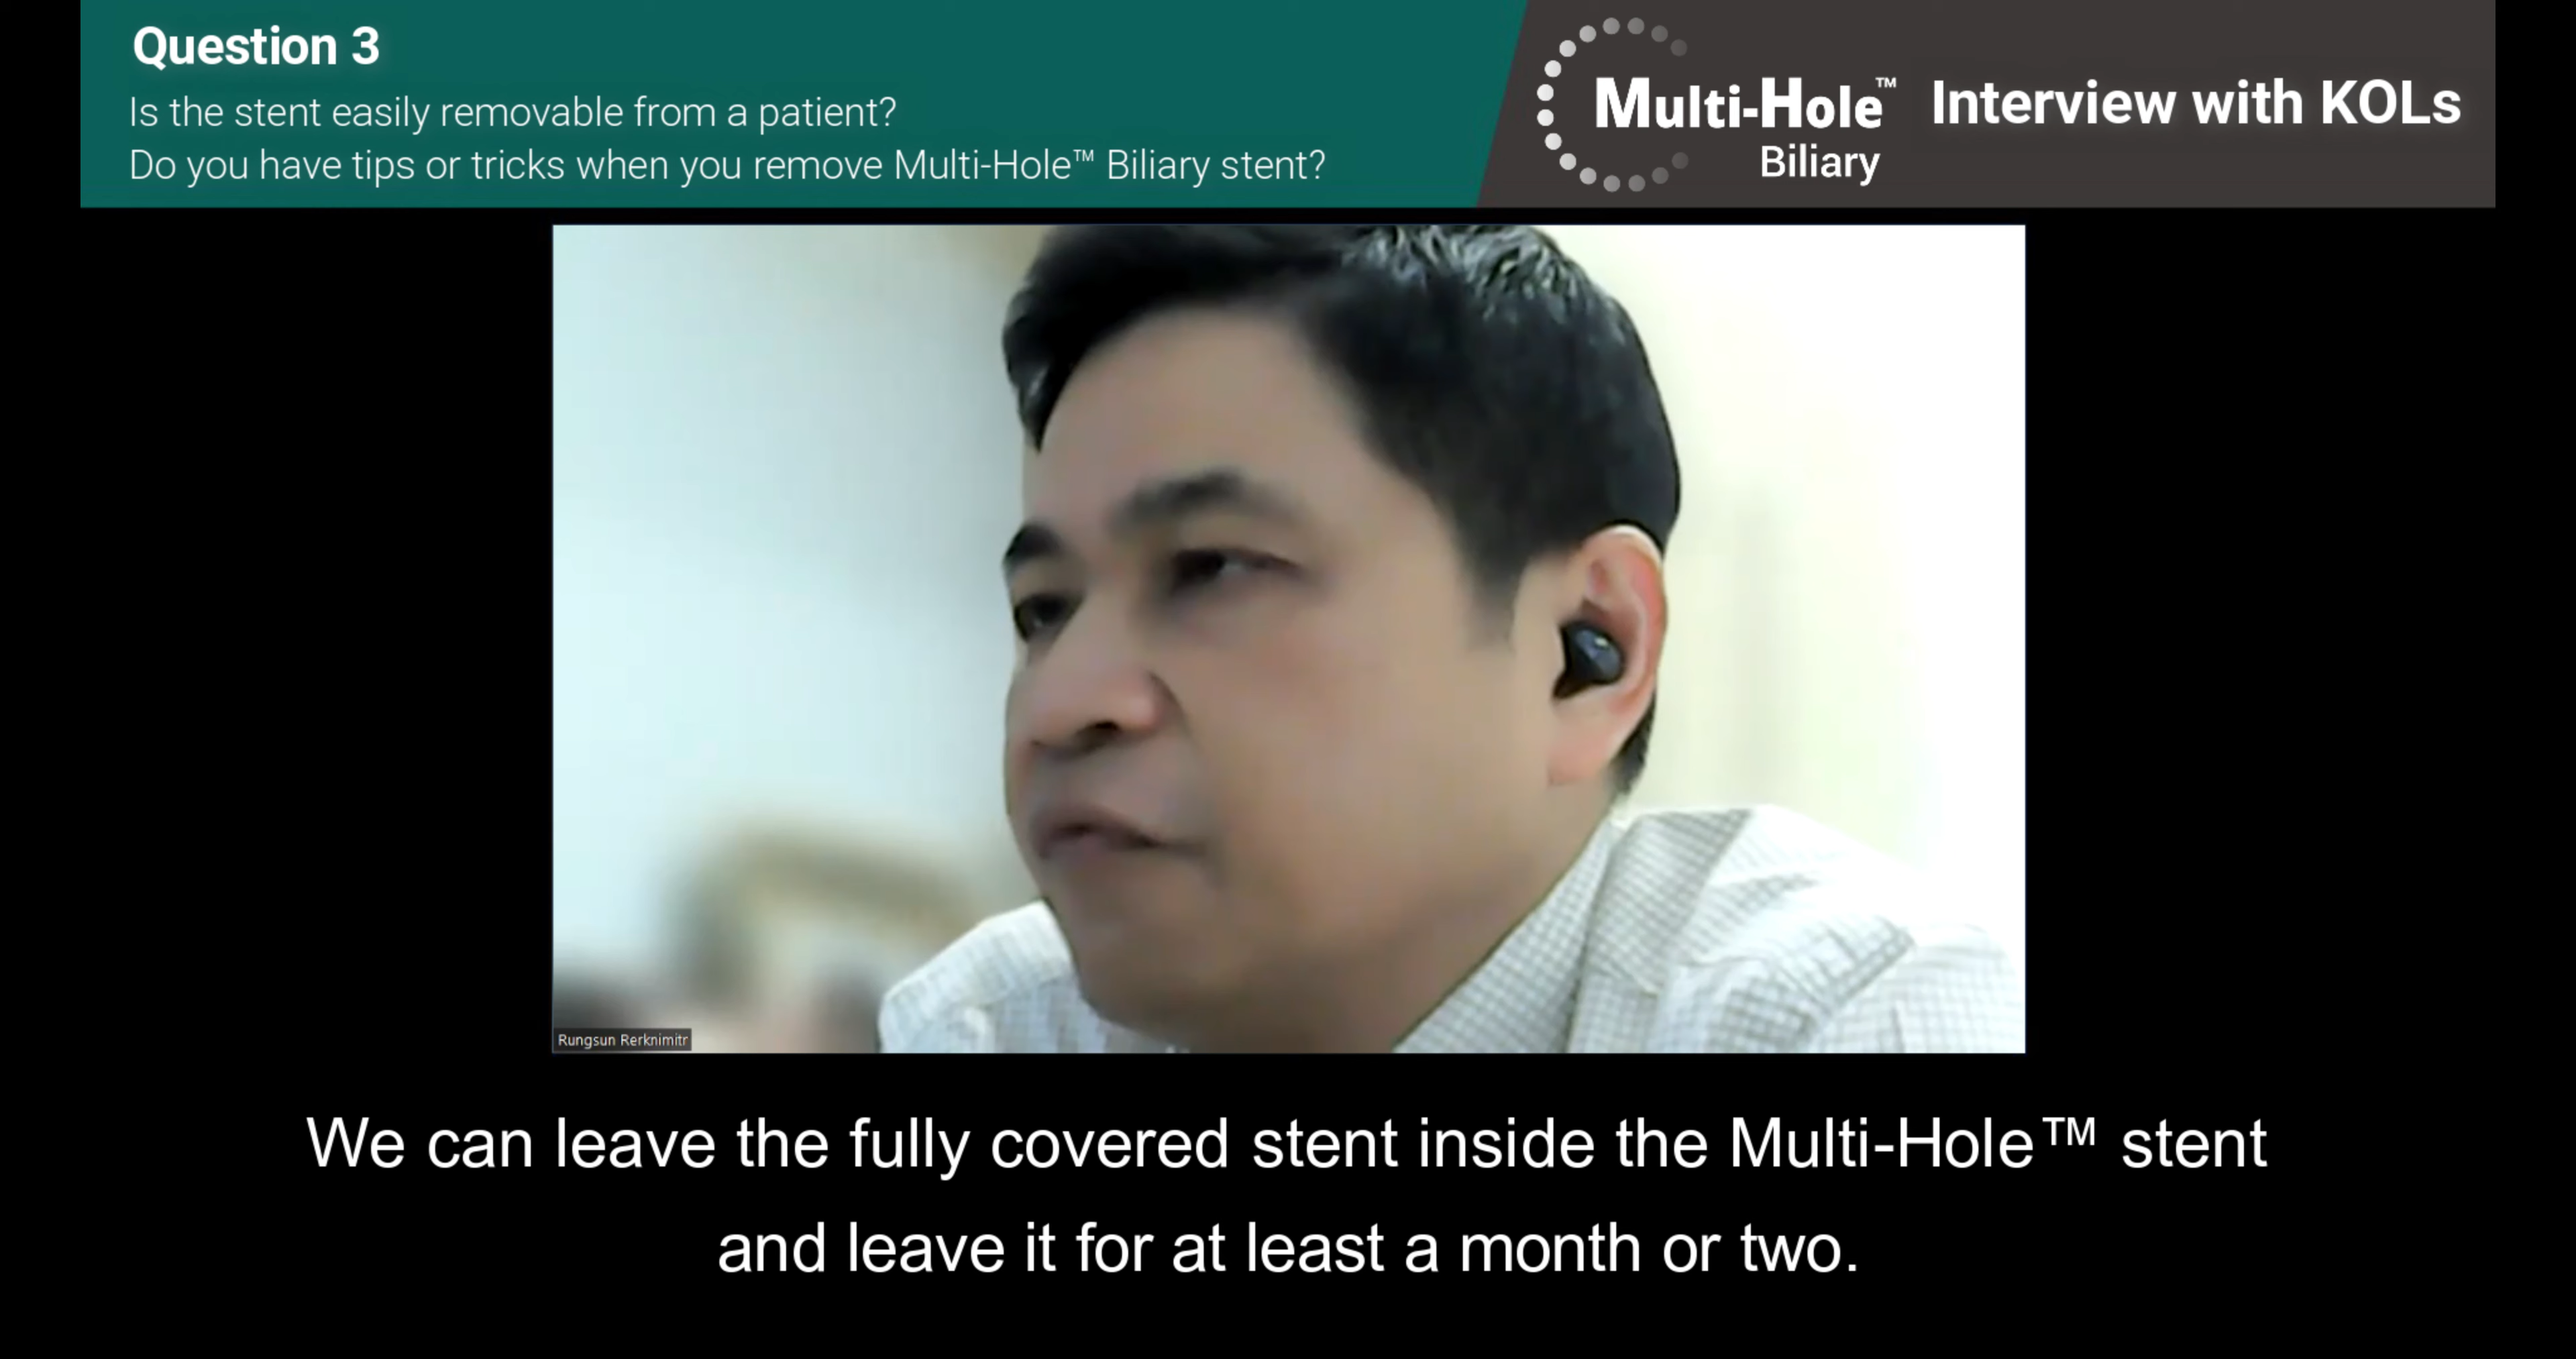 Question 3
Is the stent easily removable from a patient?
Do you have tips or tricks when you remove Multi-Hole™ Biliary stent?
Multi-Hole™
Biliary
Interview with KOLs
Rungsun Rerknimitr
We can leave the fully covered stent inside the Multi-Hole™ stent
and leave it for at least a month or two.